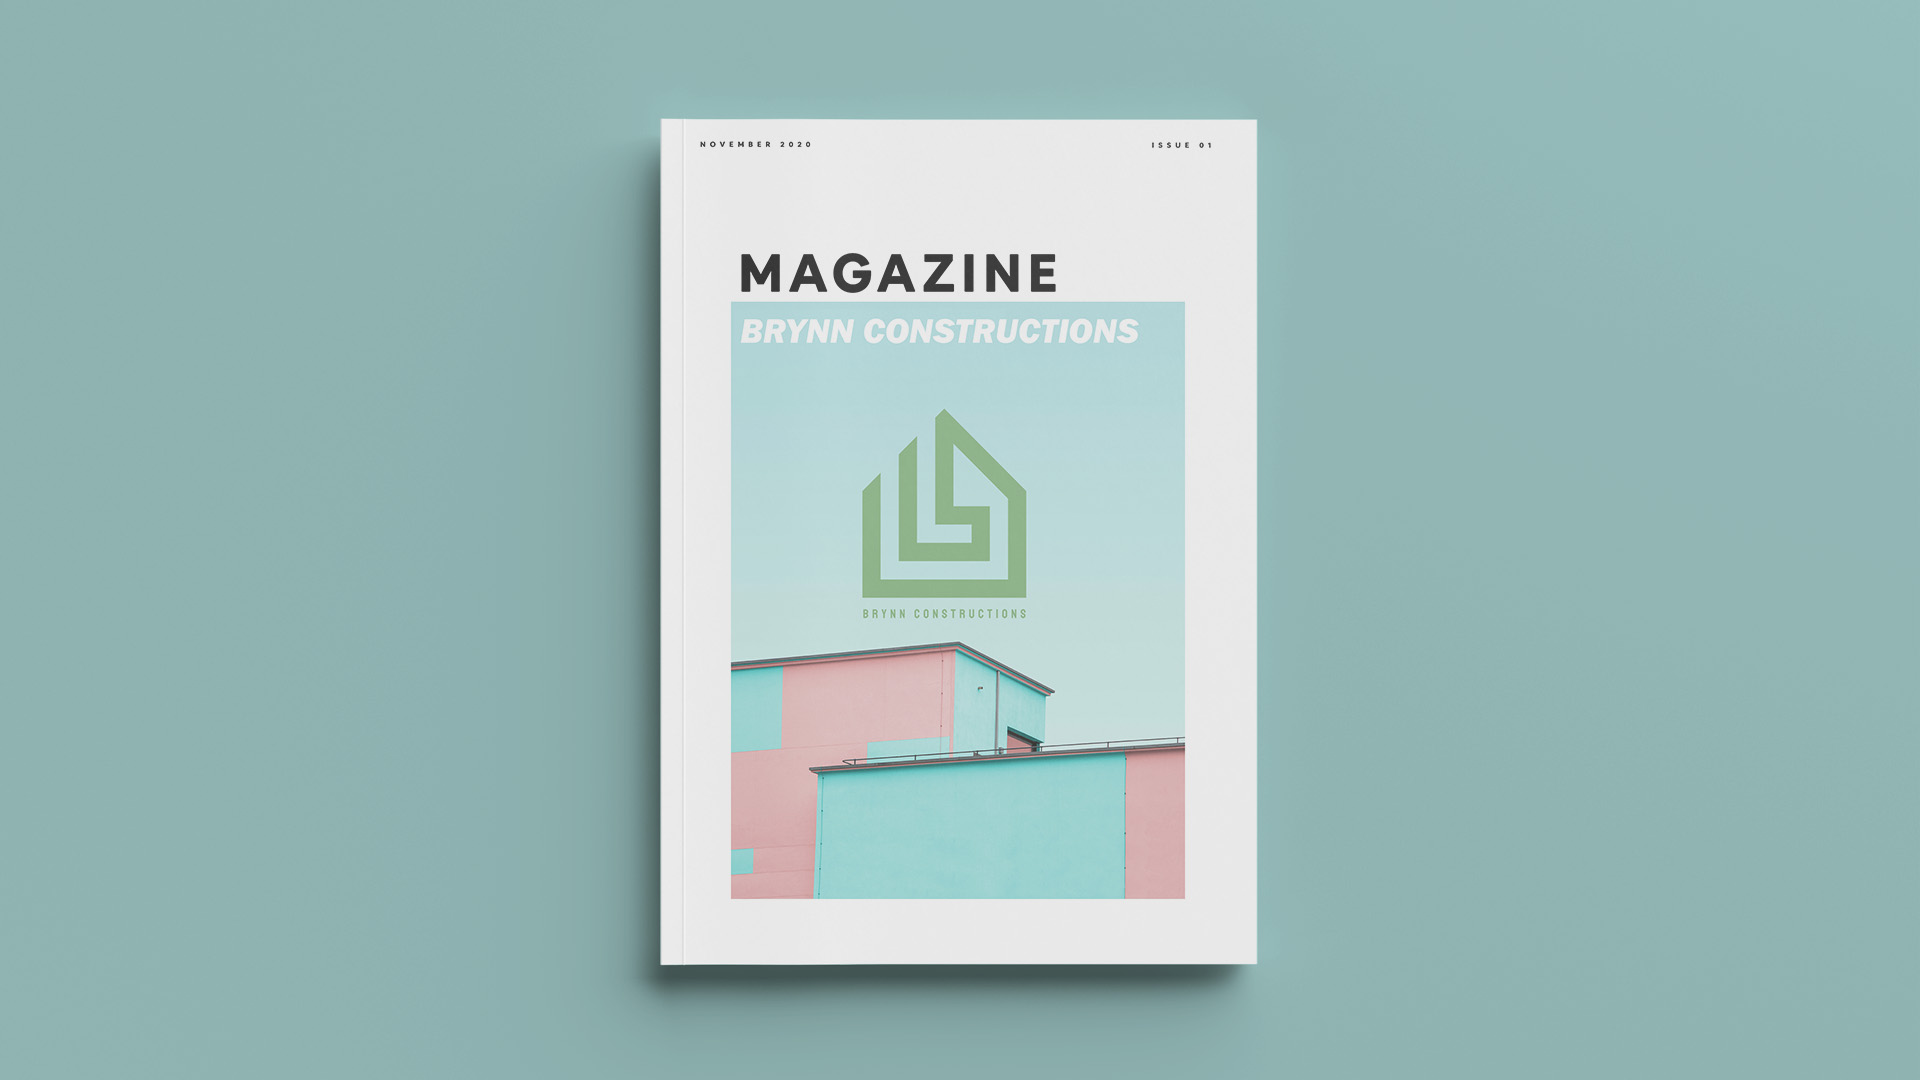 NOVEMBER 2020
ISSUE 01
MAGAZINE
BRYNN CONSTRUCTIONS
BRYNN CONSTRUCTIONS